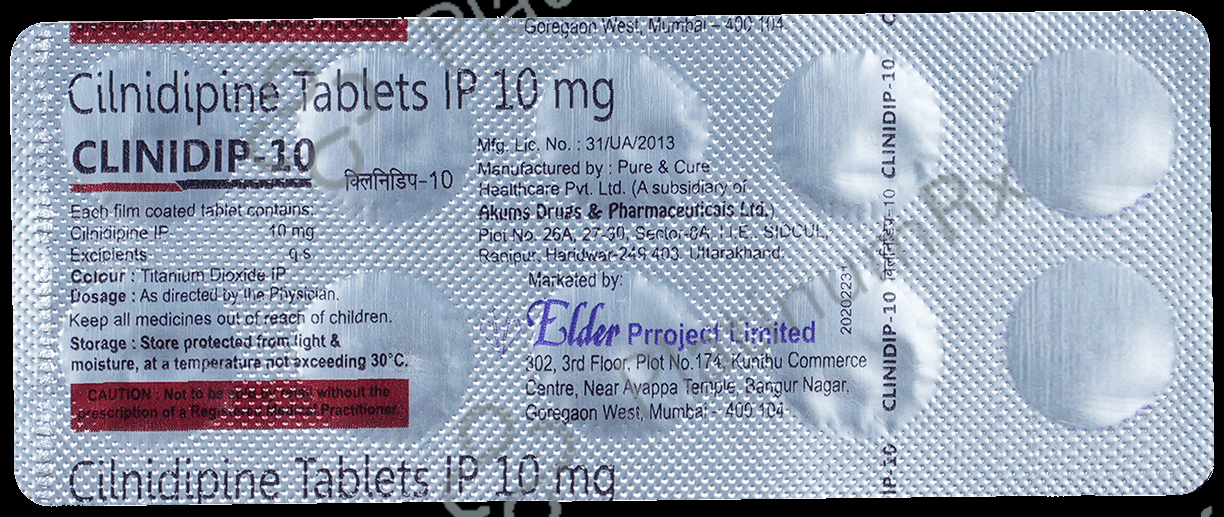 Goregaon West, Mumbai - 400 104
Cilnidipine Tablets IP 10 mg
CLINIDIP-10
क्लिनिडिप-10
Each film coated tablet contains:
Cilnidipine IP 10 mg
Excipients q.s
Colour : Titanium Dioxide IP
Dosage : As directed by the Physician.
Keep all medicines out of reach of children.
Storage : Store protected from light &
moisture, at a temperature not exceeding 30°C.
CAUTION : Not to be sold by retail without the
prescription of a Registered Medical Practitioner.
Mfg. Lic. No. : 31/UA/2013
Manufactured by : Pure & Cure
Healthcare Pvt. Ltd. (A subsidiary of
Akums Drugs & Pharmaceuticals Ltd.)
Plot No. 26A, 27-30, Sector-8A, I.I.E. SIDCUL,
Ranipur, Haridwar-249 403. Uttarakhand.
Marketed by:
Elder Prroject Limited
302, 3rd Floor, Plot No.174, Kunthu Commerce
Centre, Near Ayappa Temple, Bangur Nagar,
Goregaon West, Mumbai - 400 104
20202231
IP-10 CLINIDIP-10 क्लिनिडिप-10 CLINIDIP-10
Cilnidipine Tablets IP 10 mg